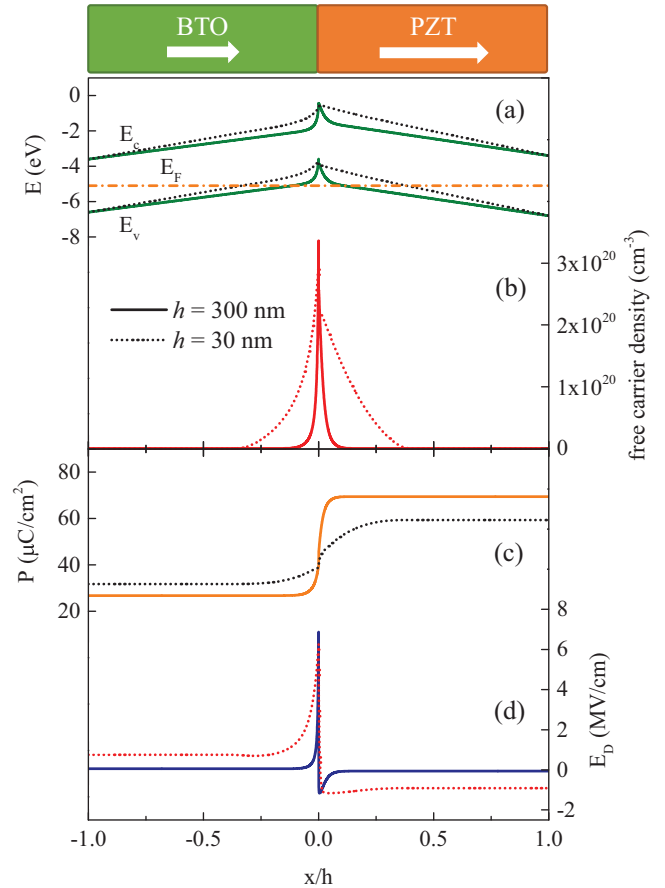 BTO PZT
(a)
0
-2
-4
-6
-8
E (eV)
E_c
E_F
E_v
(b)
h = 300 nm
h = 30 nm
3x10^20
2x10^20
1x10^20
0
free carrier density (cm^-3)
(c)
80
60
40
20
P (μC/cm^2)
(d)
8
6
4
2
0
-2
E_D (MV/cm)
-1.0 -0.5 0.0 0.5 1.0
x/h